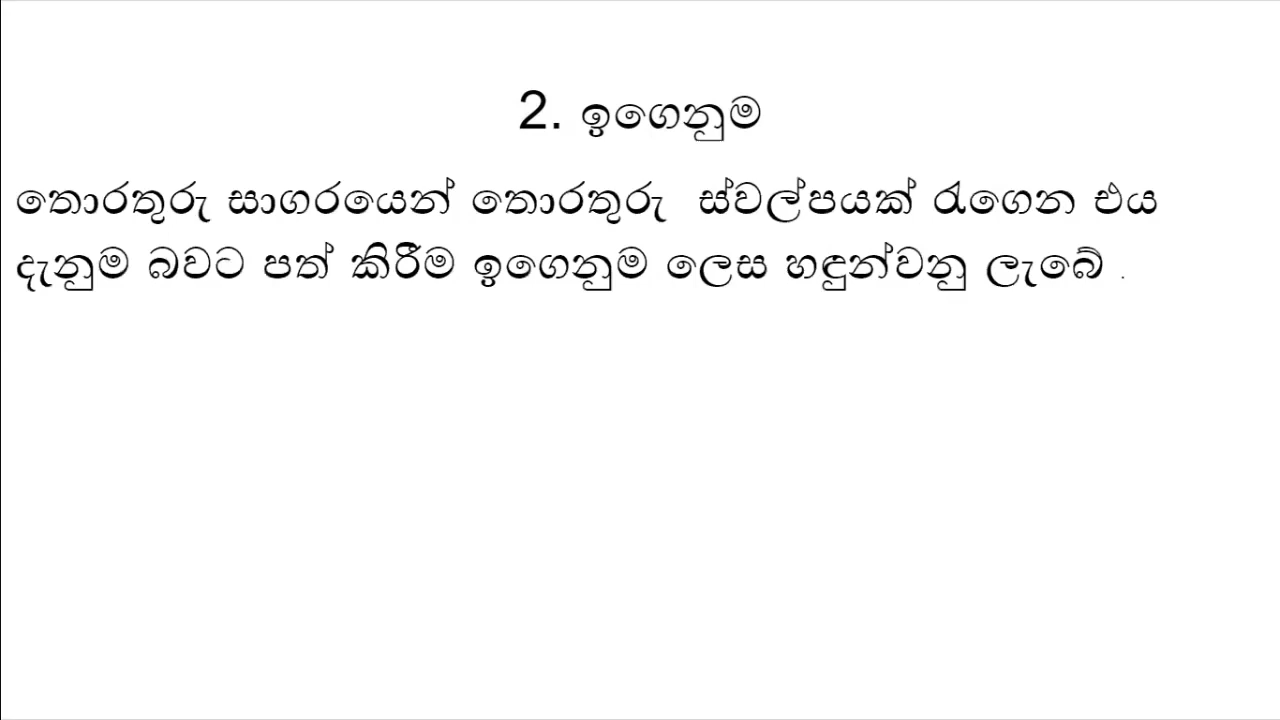 2. ඉගෙනුම
තොරතුරු සාගරයෙන් තොරතුරු ස්වල්පයක් රැගෙන එය
දැනුම බවට පත් කිරීම ඉගෙනුම ලෙස හඳුන්වනු ලැබේ .